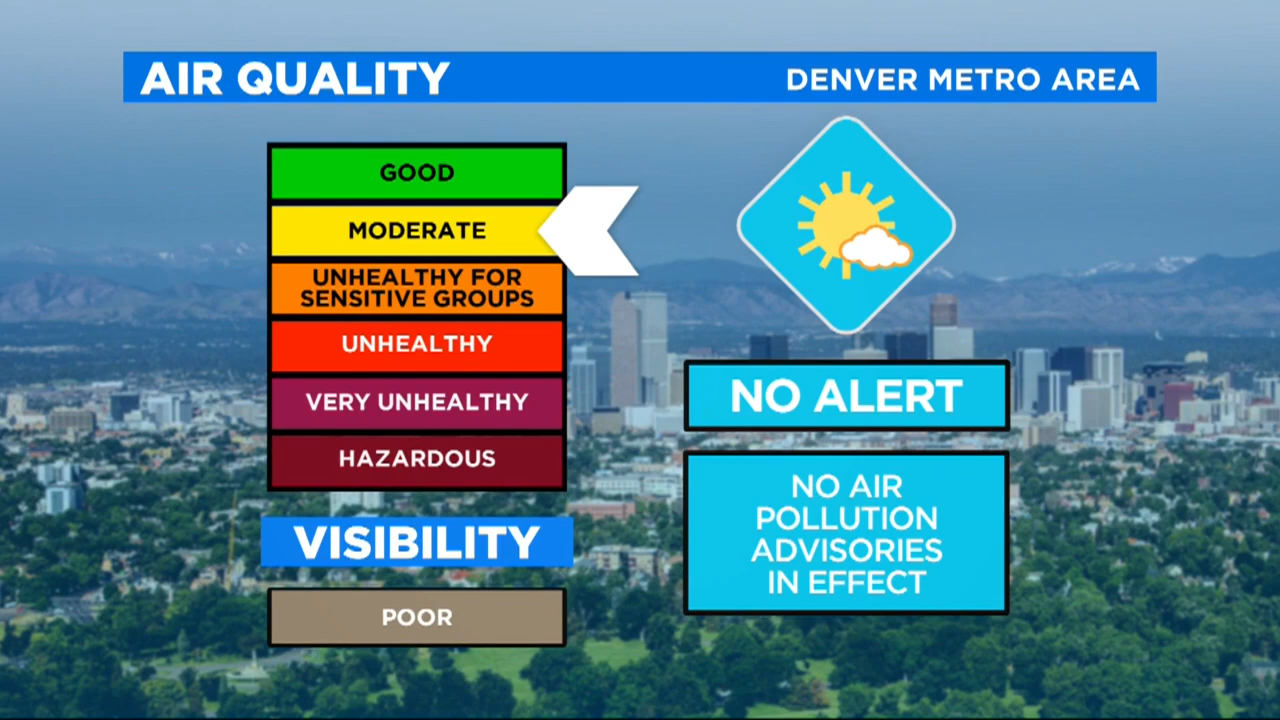 AIR QUALITY
DENVER METRO AREA
GOOD
MODERATE
UNHEALTHY FOR
SENSITIVE GROUPS
UNHEALTHY
VERY UNHEALTHY
HAZARDOUS
VISIBILITY
POOR
NO ALERT
NO AIR
POLLUTION
ADVISORIES
IN EFFECT